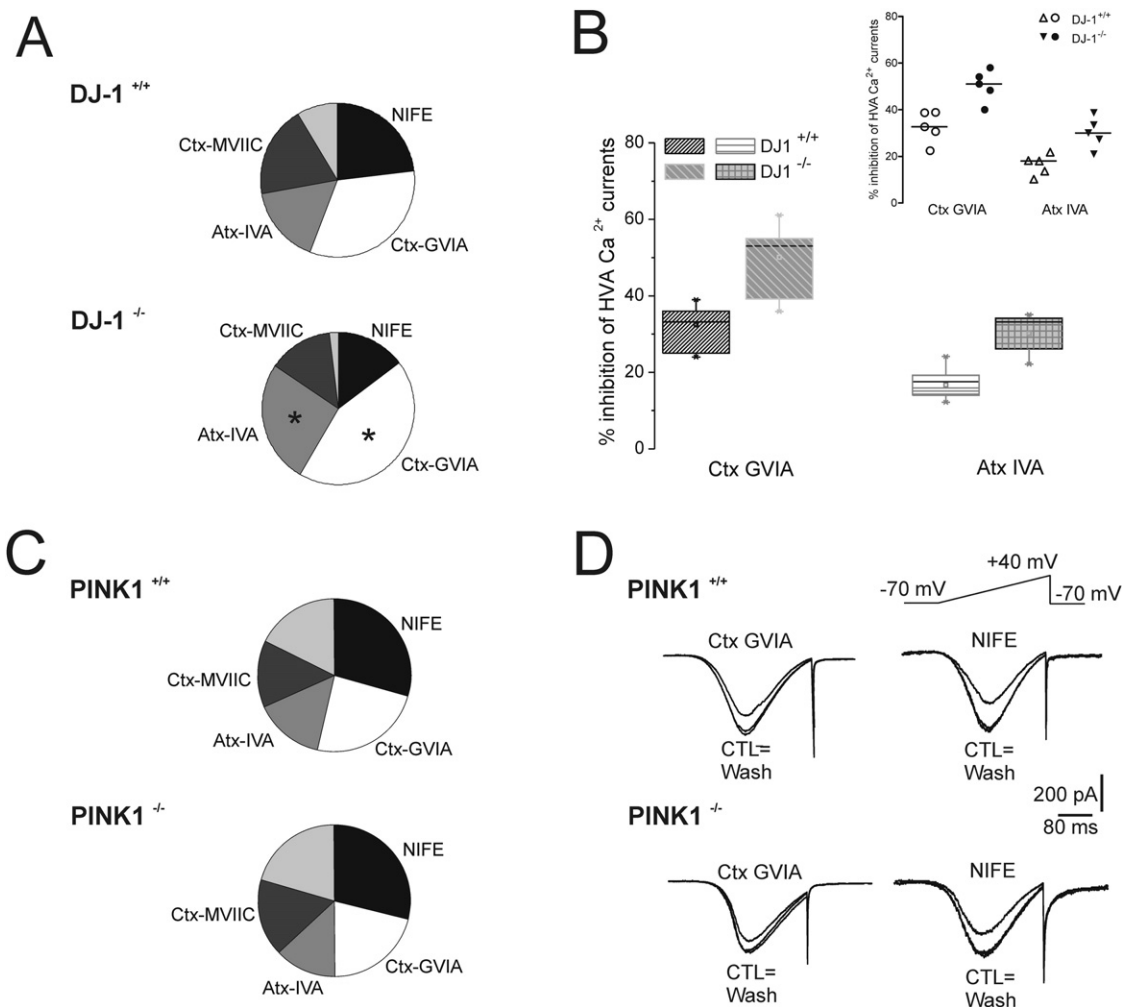 A
DJ-1 +/+
NIFE
Ctx-MVIIC
Atx-IVA
Ctx-GVIA
DJ-1 -/-
Ctx-MVIIC
NIFE
Atx-IVA
*
*
Ctx-GVIA
B
80
60
40
20
0
% inhibition of HVA Ca 2+ currents
DJ1 +/+
DJ1 -/-
Ctx GVIA
Atx IVA
80
60
40
20
0
% inhibition of HVA Ca2+ currents
DJ-1+/+
DJ-1-/-
Ctx GVIA
Atx IVA
C
PINK1 +/+
NIFE
Ctx-MVIIC
Atx-IVA
Ctx-GVIA
PINK1 -/-
NIFE
Ctx-MVIIC
Atx-IVA
Ctx-GVIA
D
PINK1 +/+
-70 mV
+40 mV
-70 mV
Ctx GVIA
NIFE
CTL=
Wash
CTL=
Wash
200 pA
80 ms
PINK1 -/-
Ctx GVIA
NIFE
CTL=
Wash
CTL=
Wash